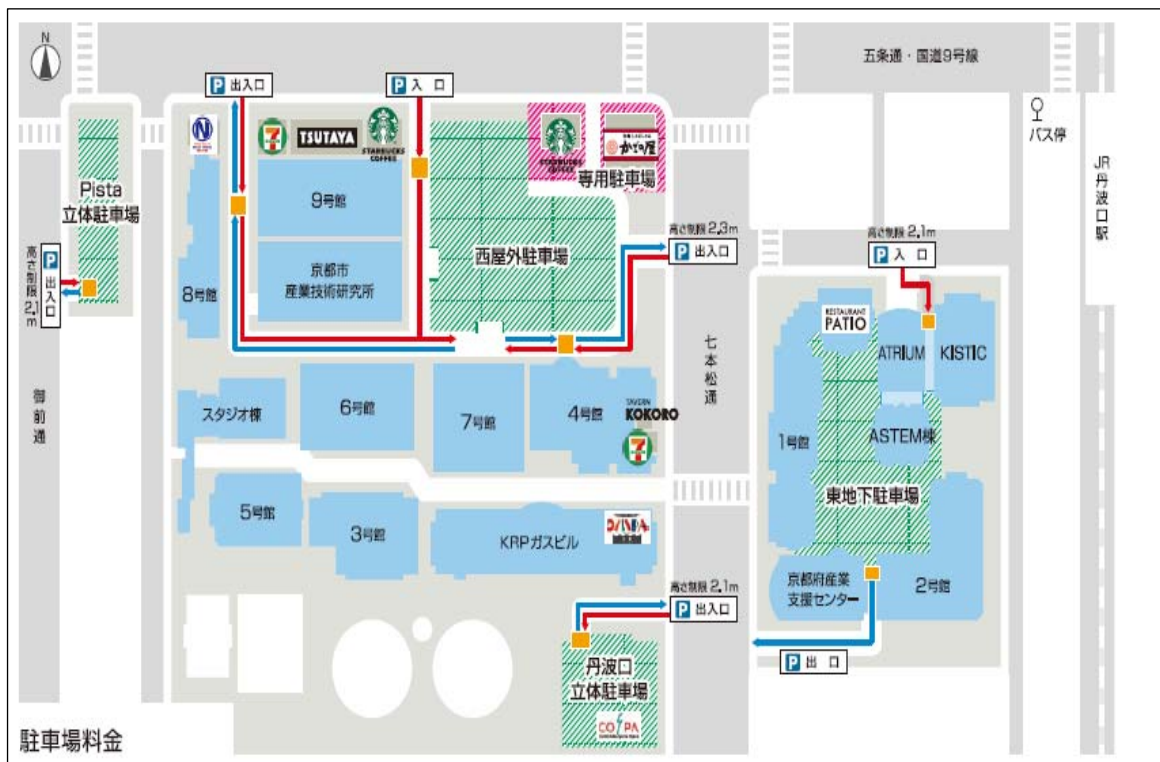 N
五条通・国道9号線
P 出入口
P 入 口
バス停
JR丹波口駅
Pista
立体駐車場
高さ制限2.1m
P 出入口
御前通
N
TSUTAYA
STARBUCKS
COFFEE
7
9号館
京都市
産業技術研究所
8号館
STARBUCKS
COFFEE
かごの屋
専用駐車場
西屋外駐車場
高さ制限 2.3m
P 出入口
高さ制限 2.1m
P 入 口
七本松通
RESTAURANT
PATIO
ATRIUM
KISTIC
1号館
ASTEM棟
東地下駐車場
スタジオ棟
6号館
7号館
4号館
TAVERN
KOKORO
7
5号館
3号館
KRPガスビル
京都府産業
支援センター
2号館
高さ制限 2.1m
P 出入口
P 出 口
丹波口
立体駐車場
CO PA
駐車場料金